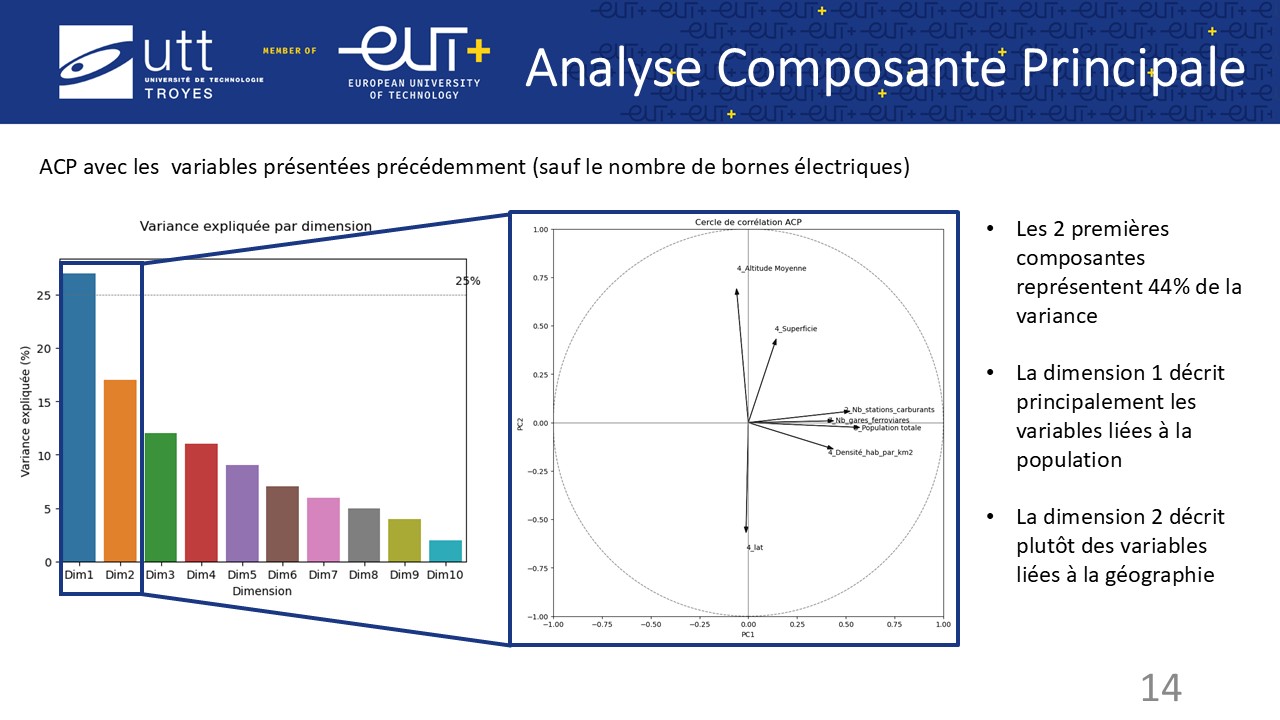 utt
UNIVERSITÉ DE TECHNOLOGIE
TROYES
MEMBER OF
eut+
EUROPEAN UNIVERSITY
OF TECHNOLOGY
Analyse Composante Principale
ACP avec les  variables présentées précédemment (sauf le nombre de bornes électriques)
Variance expliquée par dimension
25%
Variance expliquée (%)
25
20
15
10
5
0
Dim1 Dim2 Dim3 Dim4 Dim5 Dim6 Dim7 Dim8 Dim9 Dim10
Dimension
Cercle de corrélation ACP
PC2
1.00
0.75
0.50
0.25
0.00
−0.25
−0.50
−0.75
−1.00
4_Altitude Moyenne
4_Superficie
_Nb_stations_carburants
_Nb_gares_ferroviares
_Population totale
4_Densité_hab_par_km2
4_lat
−1.00 −0.75 −0.50 −0.25 0.00 0.25 0.50 0.75 1.00
PC1
• Les 2 premières
composantes
représentent 44% de la
variance
• La dimension 1 décrit
principalement les
variables liées à la
population
• La dimension 2 décrit
plutôt des variables
liées à la géographie
14